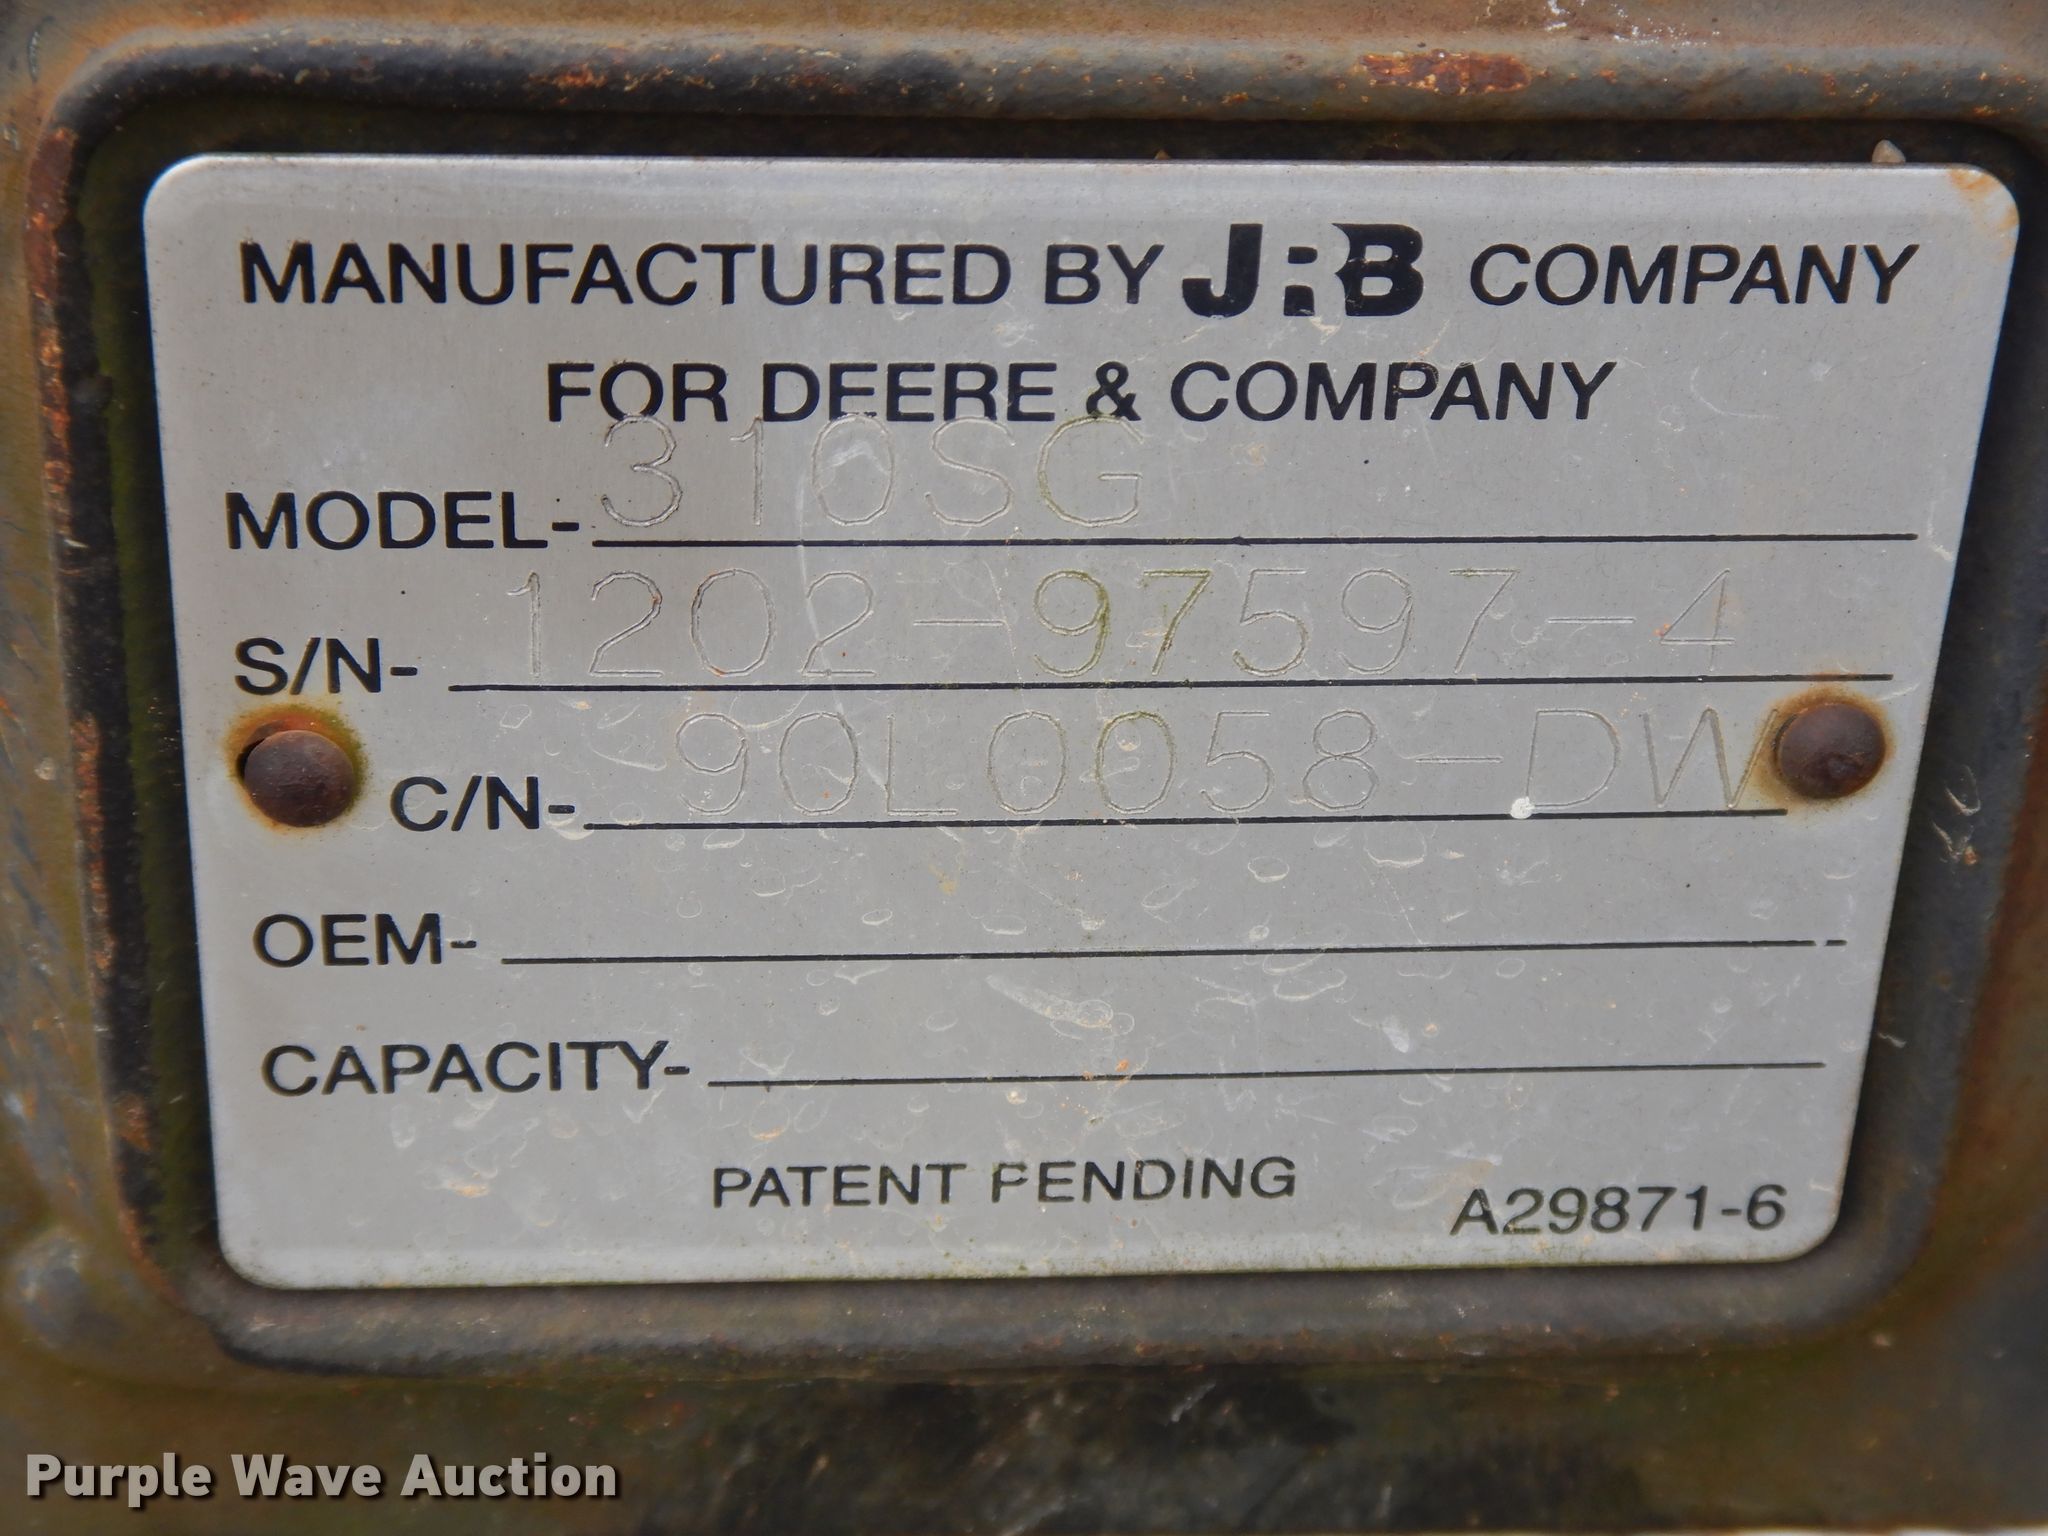 MANUFACTURED BY JRB COMPANY
FOR DEERE & COMPANY
MODEL- 310SG
S/N- 1202-97597-4
C/N- 90L0058-DW
OEM-
CAPACITY-
PATENT PENDING
A29871-6
Purple Wave Auction